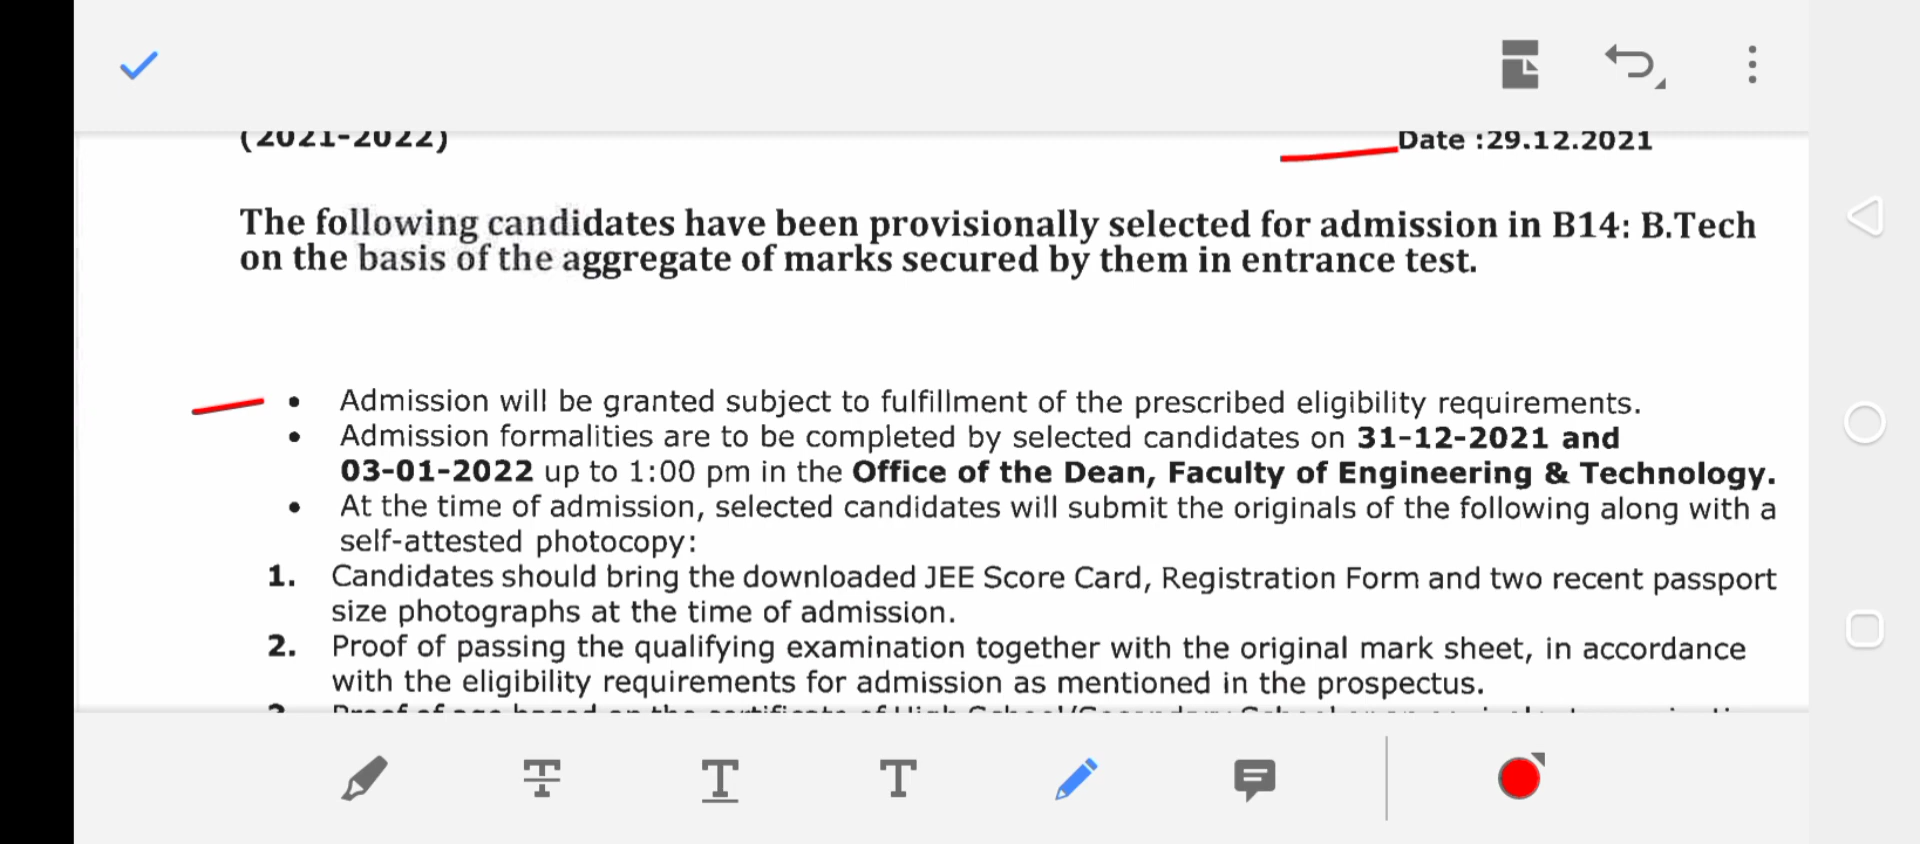 (2021-2022)
Date :29.12.2021
The following candidates have been provisionally selected for admission in B14: B.Tech
on the basis of the aggregate of marks secured by them in entrance test.
• Admission will be granted subject to fulfillment of the prescribed eligibility requirements.
• Admission formalities are to be completed by selected candidates on 31-12-2021 and
03-01-2022 up to 1:00 pm in the Office of the Dean, Faculty of Engineering & Technology.
• At the time of admission, selected candidates will submit the originals of the following along with a
self-attested photocopy:
1. Candidates should bring the downloaded JEE Score Card, Registration Form and two recent passport
size photographs at the time of admission.
2. Proof of passing the qualifying examination together with the original mark sheet, in accordance
with the eligibility requirements for admission as mentioned in the prospectus.